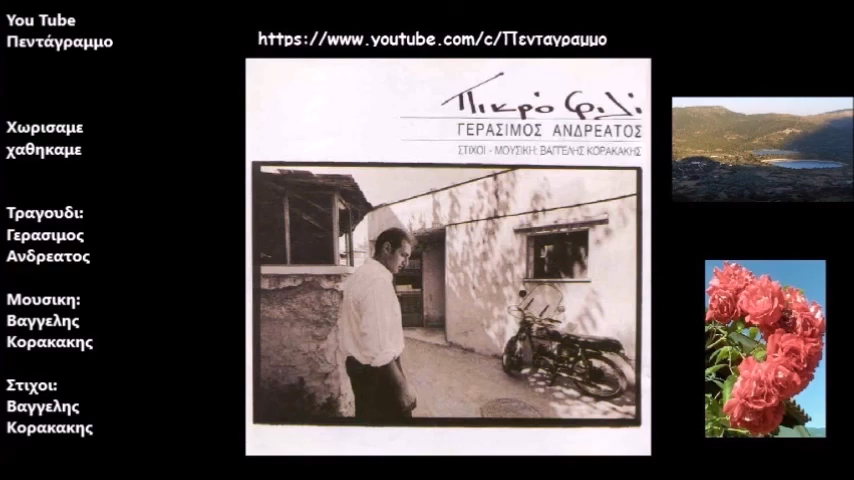 You Tube
Πεντάγραμμο
https://www.youtube.com/c/Πενταγραμμο
Χωρισαμε
χαθηκαμε
Τραγουδι:
Γερασιμος
Ανδρεατος
Μουσικη:
Βαγγελης
Κορακακης
Στιχοι:
Βαγγελης
Κορακακης
Πικρό φιλί
ΓΕΡΑΣΙΜΟΣ ΑΝΔΡΕΑΤΟΣ
ΣΤΙΧΟΙ - ΜΟΥΣΙΚΗ: ΒΑΓΓΕΛΗΣ ΚΟΡΑΚΑΚΗΣ